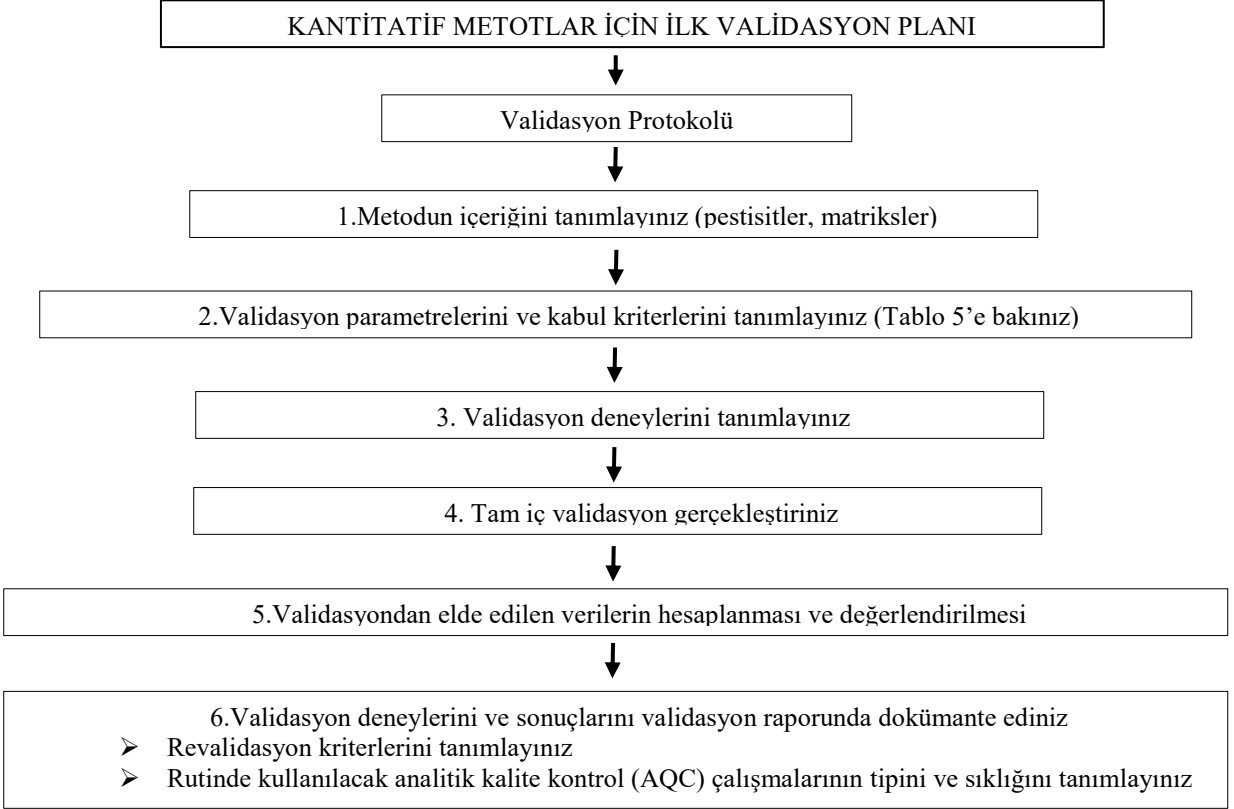 KANTİTATİF METOTLAR İÇİN İLK VALİDASYON PLANI
Validasyon Protokolü
1.Metodun içeriğini tanımlayınız (pestisitler, matriksler)
2.Validasyon parametrelerini ve kabul kriterlerini tanımlayınız (Tablo 5’e bakınız)
3. Validasyon deneylerini tanımlayınız
4. Tam iç validasyon gerçekleştiriniz
5.Validasyondan elde edilen verilerin hesaplanması ve değerlendirilmesi
6.Validasyon deneylerini ve sonuçlarını validasyon raporunda dokümante ediniz
➢ Revalidasyon kriterlerini tanımlayınız
➢ Rutinde kullanılacak analitik kalite kontrol (AQC) çalışmalarının tipini ve sıklığını tanımlayınız